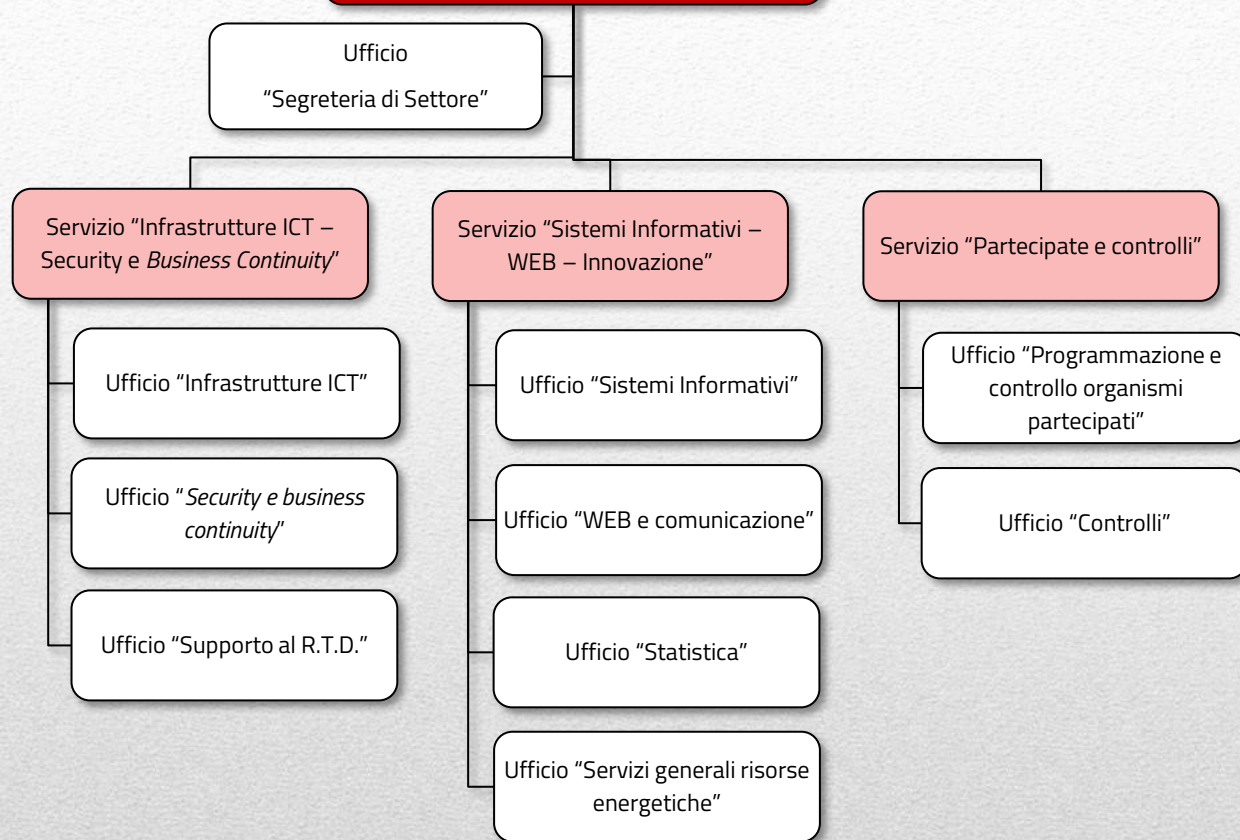 Ufficio
“Segreteria di Settore”
Servizio “Infrastrutture ICT –
Security e Business Continuity”
Ufficio “Infrastrutture ICT”
Ufficio “Security e business
continuity”
Ufficio “Supporto al R.T.D.”
Servizio “Sistemi Informativi –
WEB – Innovazione”
Ufficio “Sistemi Informativi”
Ufficio “WEB e comunicazione”
Ufficio “Statistica”
Ufficio “Servizi generali risorse
energetiche”
Servizio “Partecipate e controlli”
Ufficio “Programmazione e
controllo organismi
partecipati”
Ufficio “Controlli”